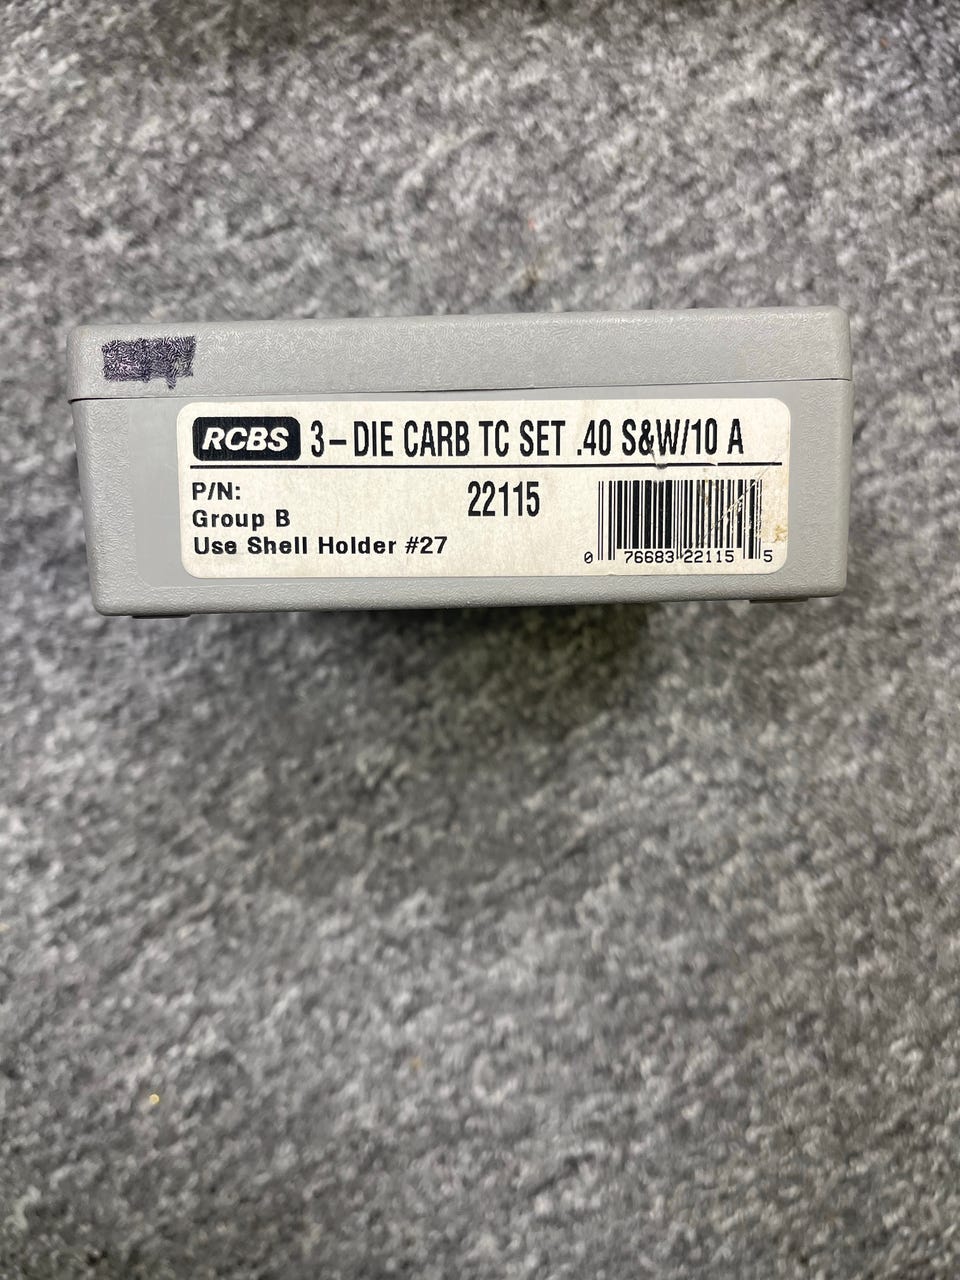 RCBS 3-DIE CARB TC SET .40 S&W/10 A
P/N: 22115
Group B
Use Shell Holder #27
0 76683 22115 5